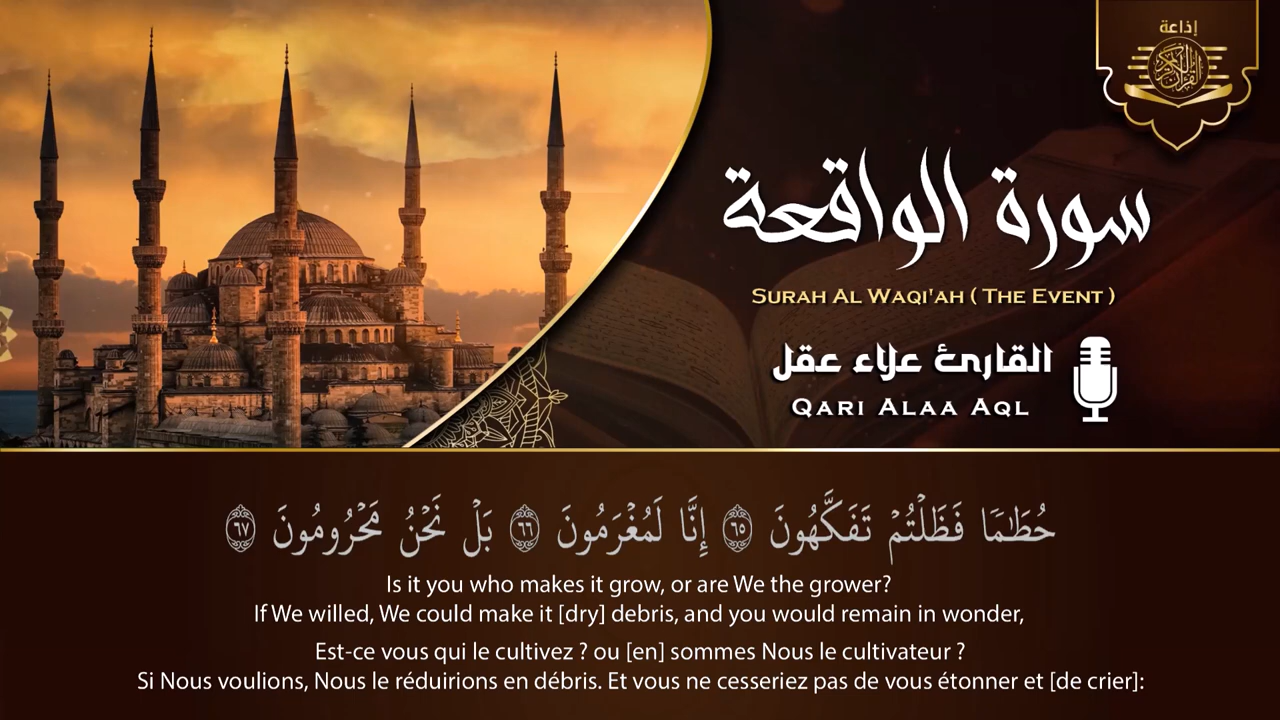 إذاعة
القرآن الكريم
سورة الواقعة
SURAH AL WAQI'AH ( THE EVENT )
القارئ علاء عقل
QARI ALAA AQL
حُطَـٰمًا فَظَلْتُمْ تَفَكَّهُونَ ٦٥ إِنَّا لَمُغْرَمُونَ ٦٦ بَلْ نَحْنُ مَحْرُومُونَ ٦٧
Is it you who makes it grow, or are We the grower?
If We willed, We could make it [dry] debris, and you would remain in wonder,
Est-ce vous qui le cultivez ? ou [en] sommes Nous le cultivateur ?
Si Nous voulions, Nous le réduirions en débris. Et vous ne cesseriez pas de vous étonner et [de crier]: